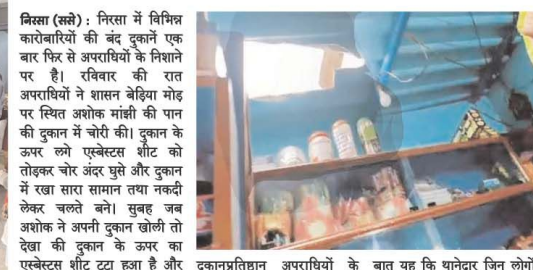 निरसा (ससे) : निरसा में विभिन्न
कारोबारियों की बंद दुकानें एक
बार फिर से अपराधियों के निशाने
पर है। रविवार की रात
अपराधियों ने शासन बेड़िया मोड़
पर स्थित अशोक मांझी की पान
की दुकान में चोरी की। दुकान के
ऊपर लगे एस्बेस्टस शीट को
तोड़कर चोर अंदर घुसे और दुकान
में रखा सारा सामान तथा नकदी
लेकर चलते बने। सुबह जब
अशोक ने अपनी दुकान खोली तो
देखा की दुकान के ऊपर का
एस्बेस्टस शीट टूटा हुआ है और
दुकानप्रतिष्ठान अपराधियों के
बात यह कि थानेदार जिन लोगों